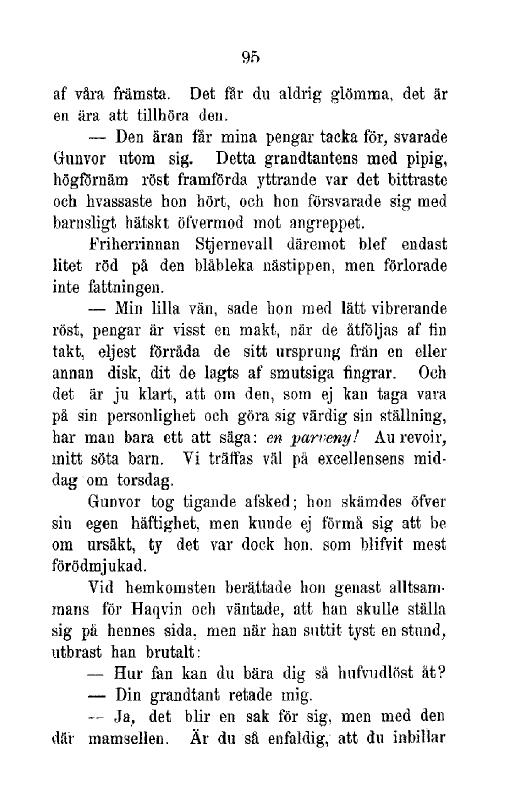 95
af våra främsta. Det får du aldrig glömma, det är
en ära att tillhöra den.
— Den äran får mina pengar tacka för, svarade
Gunvor utom sig. Detta grandtantens med pipig,
högförnäm röst framförda yttrande var det bittraste
och hvassaste hon hört, och hon försvarade sig med
barnsligt hätskt öfvermod mot angreppet.
Friherrinnan Stjernevall däremot blef endast
litet röd på den blåbleka nästippen, men förlorade
inte fattningen.
— Min lilla vän, sade hon med lätt vibrerande
röst, pengar är visst en makt, när de åtföljas af fin
takt, eljest förråda de sitt ursprung från en eller
annan disk, dit de lagts af smutsiga fingrar. Och
det är ju klart, att om den, som ej kan taga vara
på sin personlighet och göra sig värdig sin ställning,
har man bara ett att säga: en parveny! Au revoir,
mitt söta barn. Vi träffas väl på excellensens mid-
dag om torsdag.
Gunvor tog tigande afsked; hon skämdes öfver
sin egen häftighet, men kunde ej förmå sig att be
om ursäkt, ty det var dock hon, som blifvit mest
förödmjukad.
Vid hemkomsten berättade hon genast alltsam-
mans för Haqvin och väntade, att han skulle ställa
sig på hennes sida, men när han suttit tyst en stund,
utbrast han brutalt:
— Hur fan kan du bära dig så hufvudlöst åt?
— Din grandtant retade mig.
— Ja, det blir en sak för sig, men med den
där mamsellen. Är du så enfaldig, att du inbillar